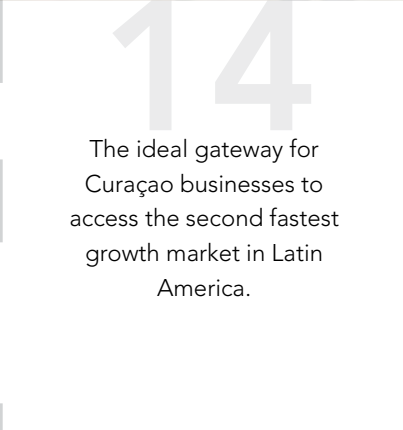 14
The ideal gateway for
Curaçao businesses to
access the second fastest
growth market in Latin
America.